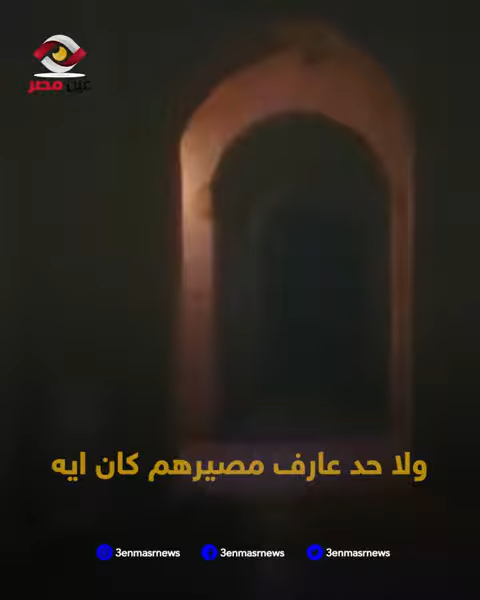 عين مصر
ولا حد عارف مصيرهم كان ايه
3enmasrnews 3enmasrnews 3enmasrnews